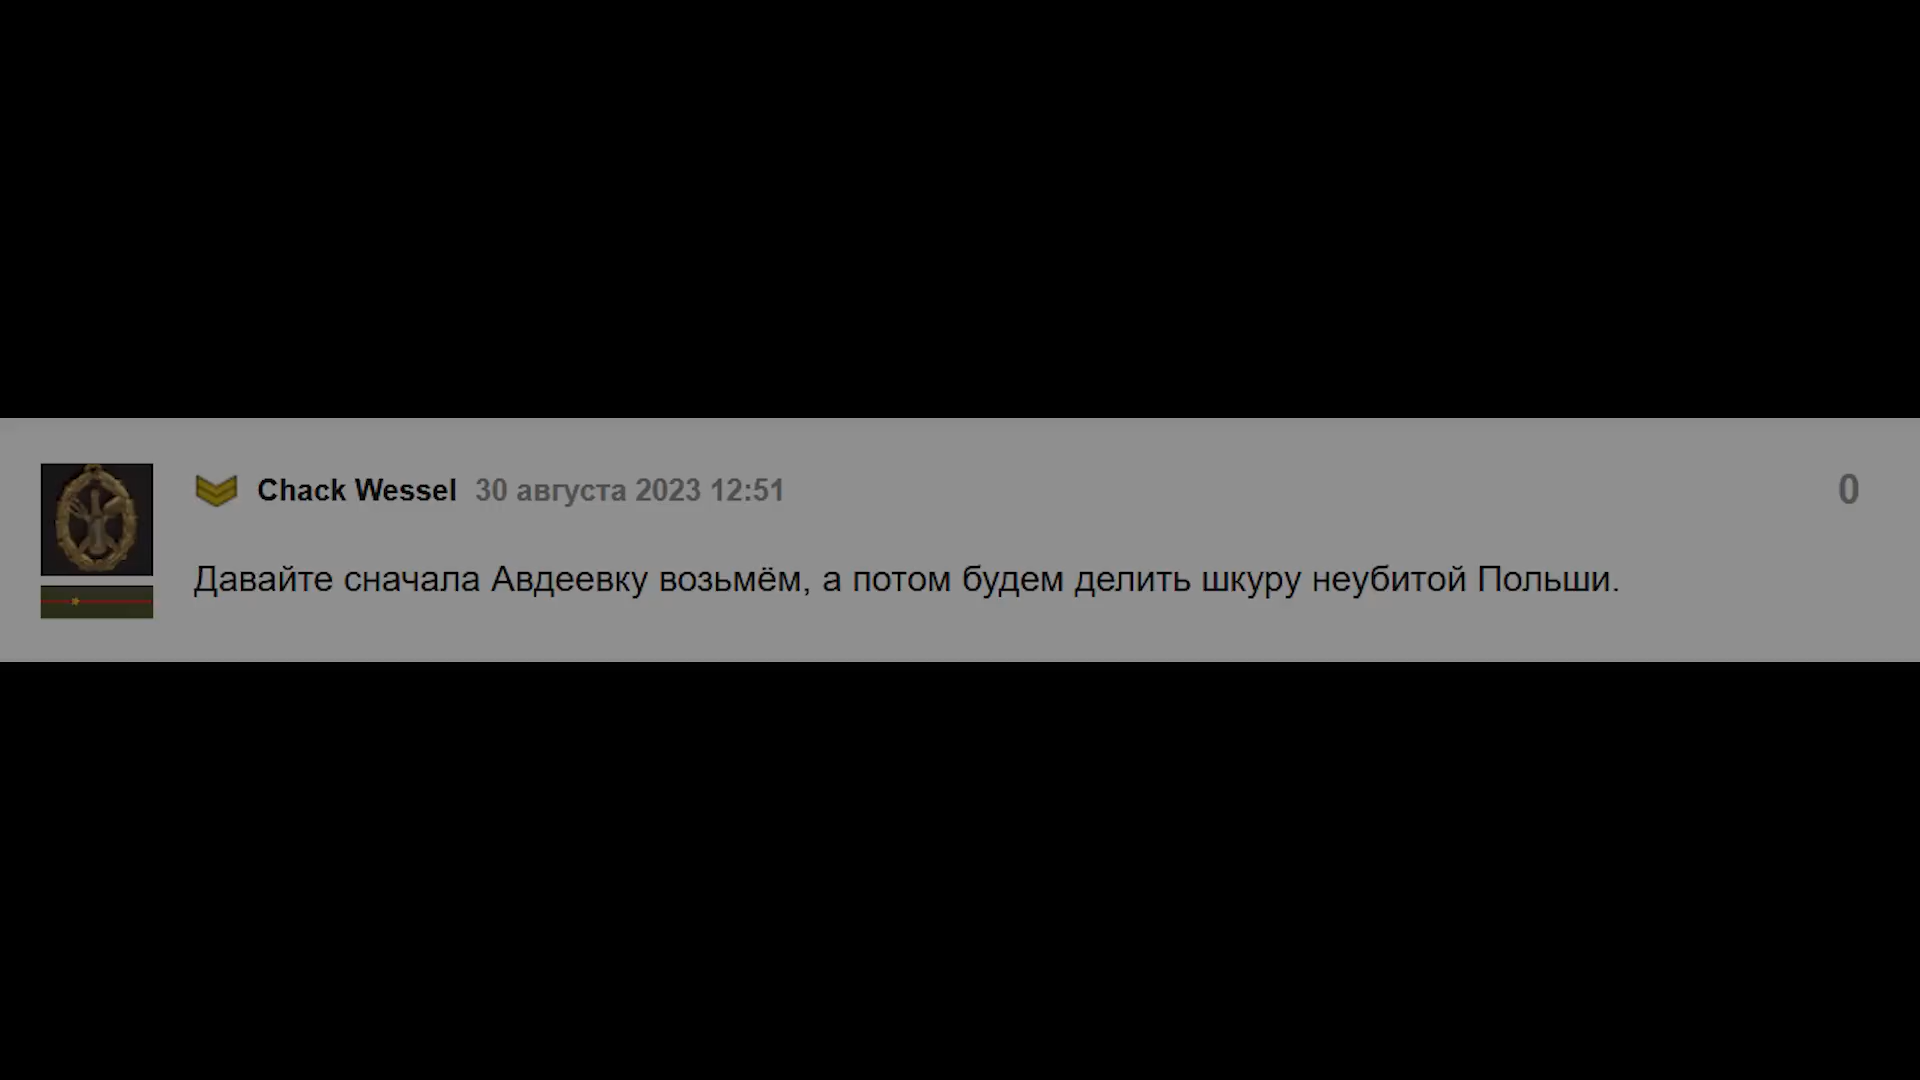 Chack Wessel 30 августа 2023 12:51 0
Давайте сначала Авдеевку возьмём, а потом будем делить шкуру неубитой Польши.